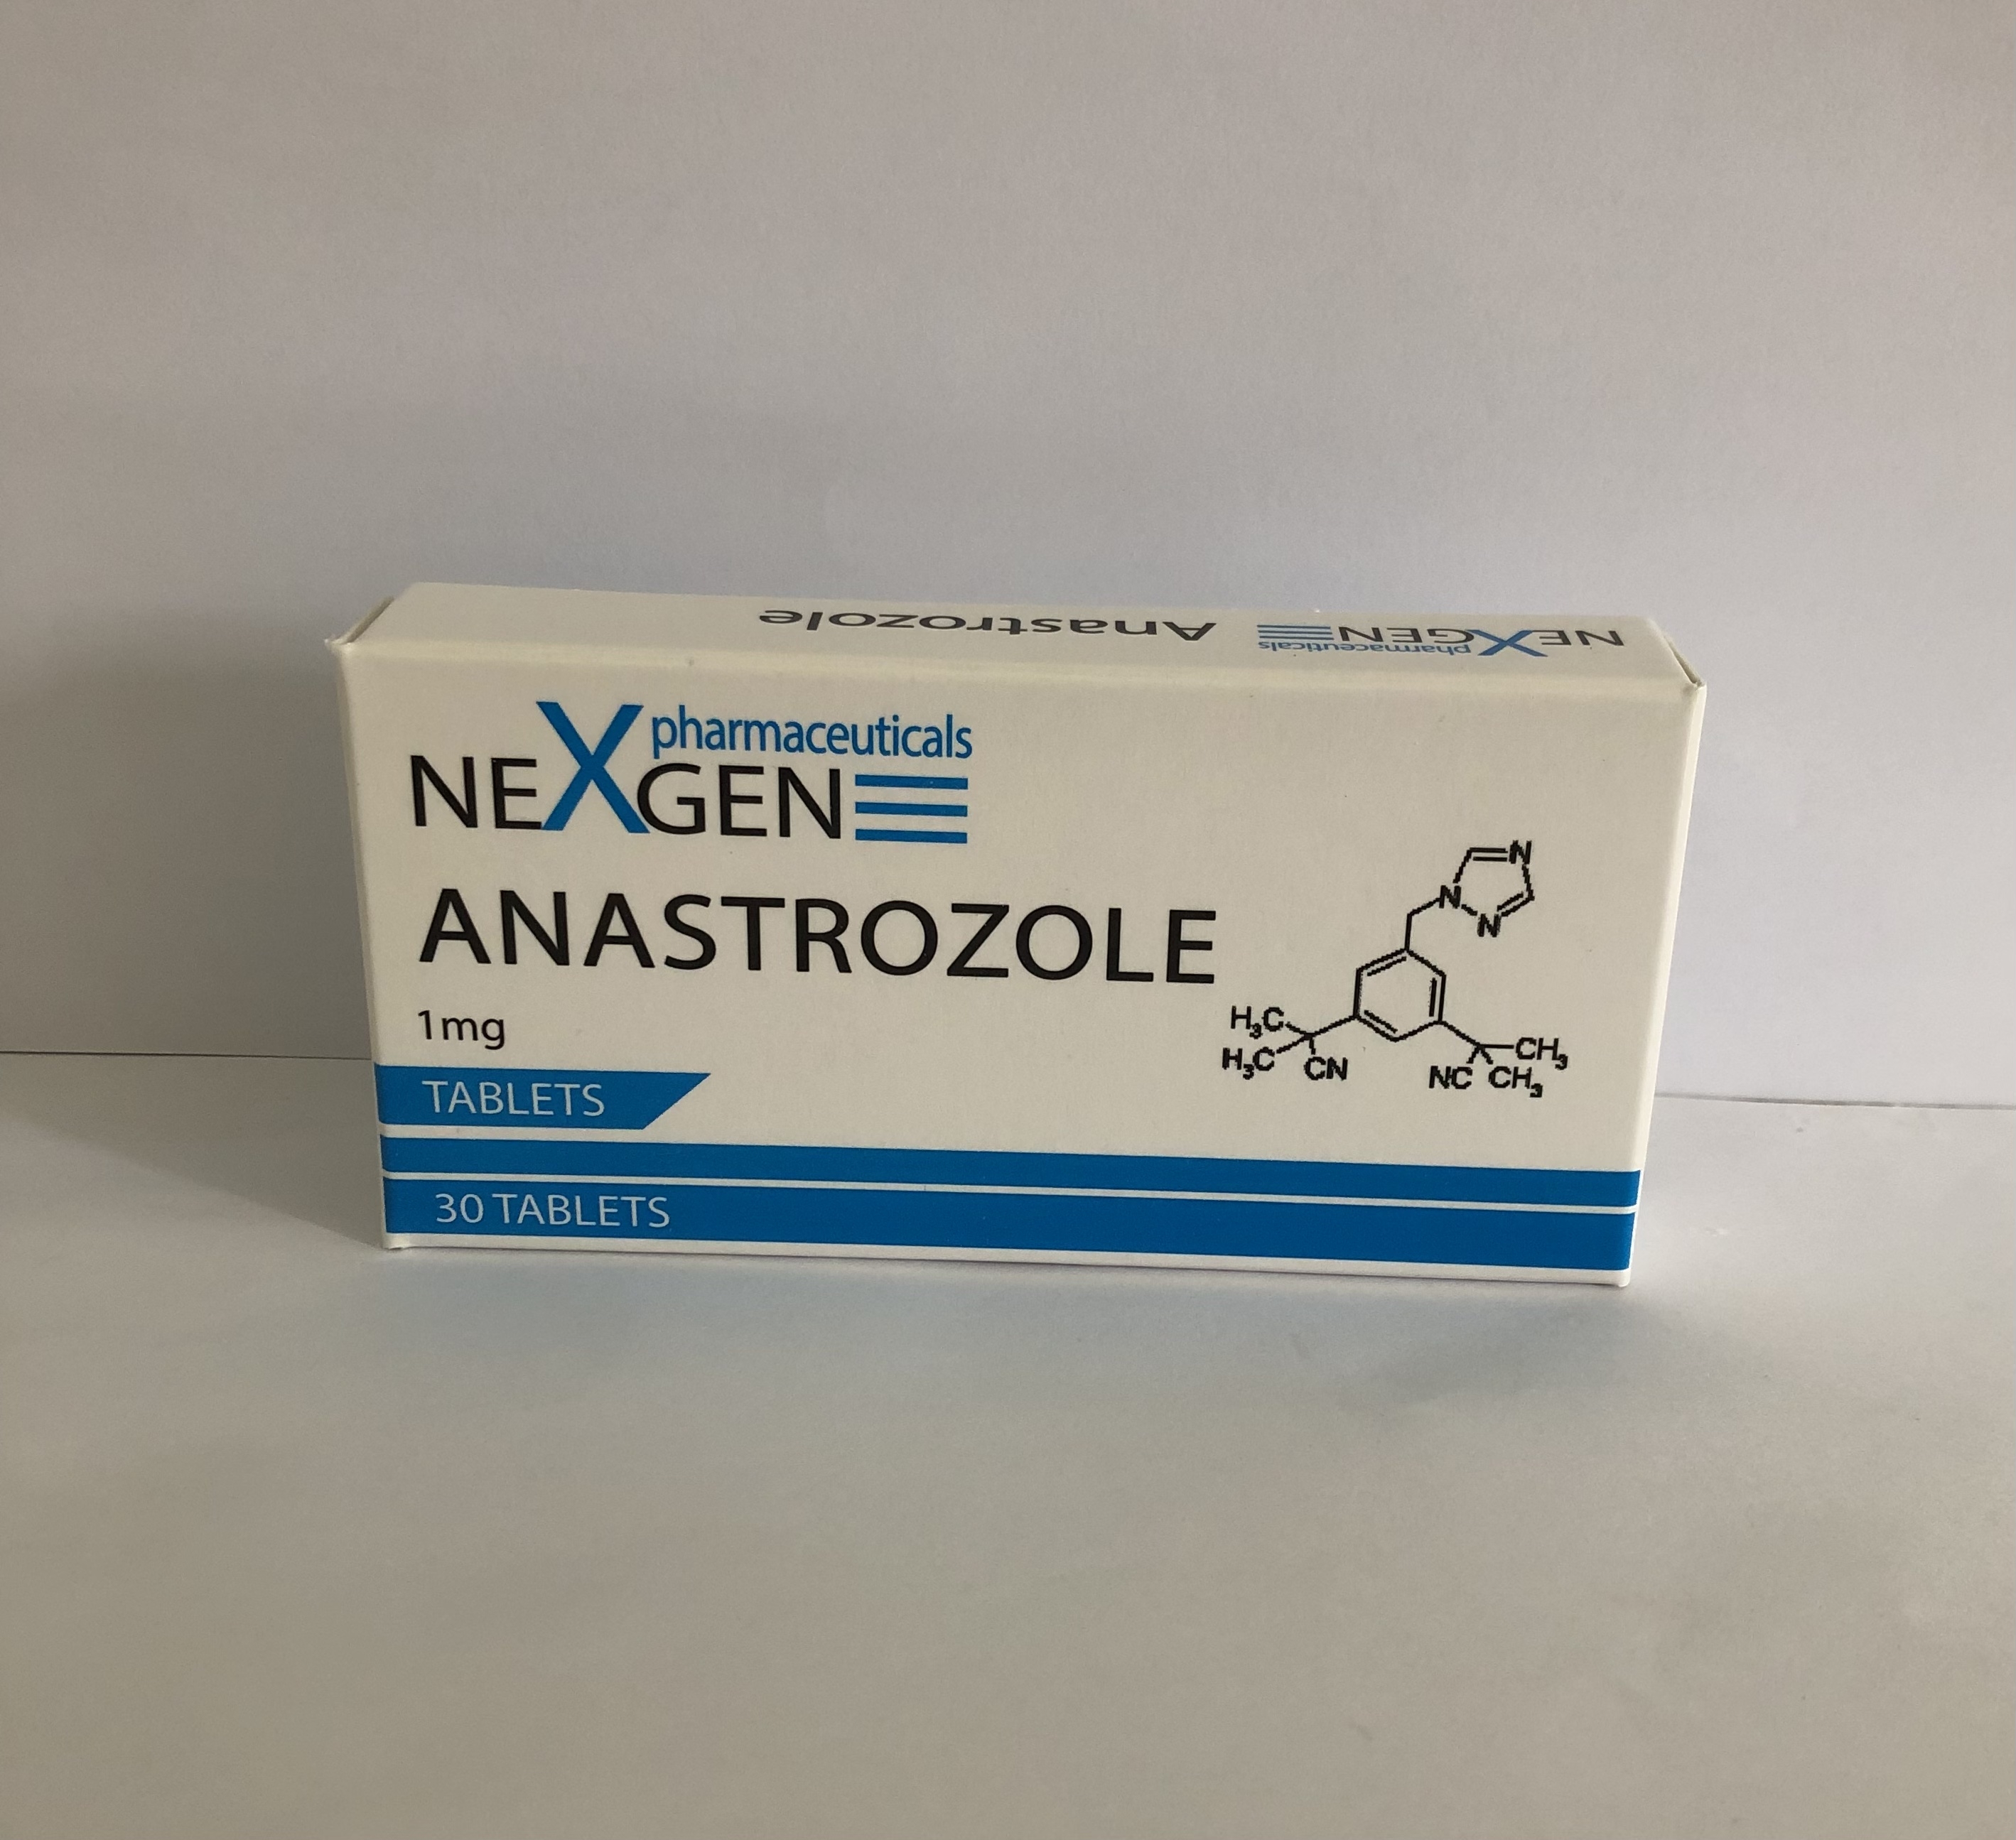 Anastrozole NEXGEN
pharmaceuticals
pharmaceuticals
NEXGEN
ANASTROZOLE
1mg
TABLETS
30 TABLETS
N
N
N
H₃C
H₃C
CN
NC
CH₃
CH₃